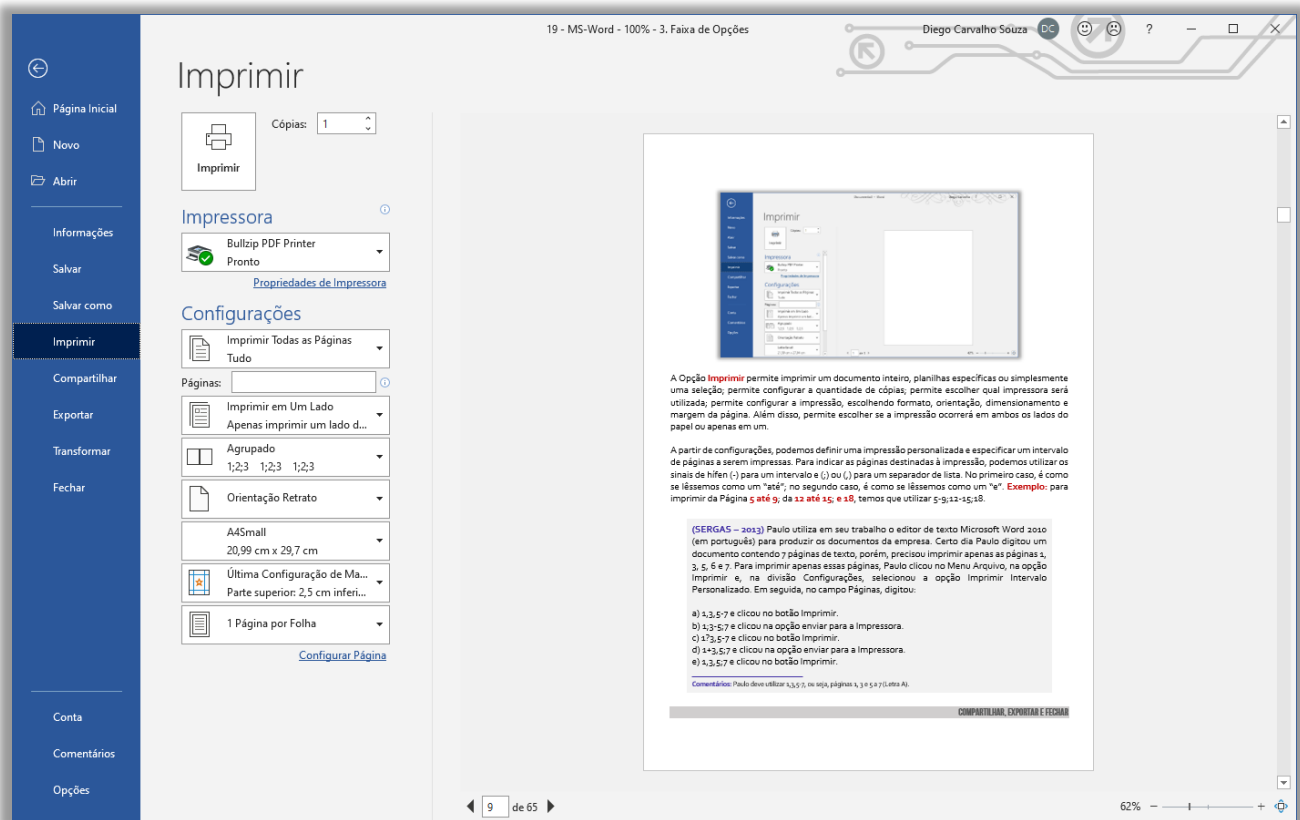 19 - MS-Word - 100% - 3. Faixa de Opções
Diego Carvalho Souza
DC
?
Página Inicial
Novo
Abrir
Informações
Salvar
Salvar como
Imprimir
Compartilhar
Exportar
Transformar
Fechar
Conta
Comentários
Opções
Imprimir
Imprimir
Cópias: 1
Impressora
Bullzip PDF Printer
Pronto
Propriedades de Impressora
Configurações
Imprimir Todas as Páginas
Tudo
Páginas:
Imprimir em Um Lado
Apenas imprimir um lado d...
Agrupado
1;2;3 1;2;3 1;2;3
Orientação Retrato
A4Small
20,99 cm x 29,7 cm
Última Configuração de Ma...
Parte superior: 2,5 cm inferi...
1 Página por Folha
Configurar Página
Imprimir
Impressora
Configurações
A Opção Imprimir permite imprimir um documento inteiro, planilhas específicas ou simplesmente
uma seleção; permite configurar a quantidade de cópias; permite escolher qual impressora será
utilizada; permite configurar a impressão, escolhendo formato, orientação, dimensionamento e
margem da página. Além disso, permite escolher se a impressão ocorrerá em ambos os lados do
papel ou apenas em um.
A partir de configurações, podemos definir uma impressão personalizada e especificar um intervalo
de páginas a serem impressas. Para indicar as páginas destinadas à impressão, podemos utilizar os
sinais de hífen (-) para um intervalo e (;) ou (,) para um separador de lista. No primeiro caso, é como
se lêssemos como um "até"; no segundo caso, é como se lêssemos como um "e". Exemplo: para
imprimir da Página 5 até 9; da 12 até 15; e 18, temos que utilizar 5-9;12-15;18.
(SERGAS – 2013) Paulo utiliza em seu trabalho o editor de texto Microsoft Word 2010
(em português) para produzir os documentos da empresa. Certo dia Paulo digitou um
documento contendo 7 páginas de texto, porém, precisou imprimir apenas as páginas 1,
3, 5, 6 e 7. Para imprimir apenas essas páginas, Paulo clicou no Menu Arquivo, na opção
Imprimir e, na divisão Configurações, selecionou a opção Imprimir Intervalo
Personalizado. Em seguida, no campo Páginas, digitou:
a) 1,3,5-7 e clicou no botão Imprimir.
b) 1;3-5;7 e clicou na opção enviar para a Impressora.
c) 1?3,5-7 e clicou no botão Imprimir.
d) 1+3,5;7 e clicou na opção enviar para a Impressora.
e) 1,3,5;7 e clicou no botão Imprimir.
Comentários: Paulo deve utilizar 1,3,5-7, ou seja, páginas 1, 3 e 5 a 7 (Letra A).
COMPARTILHAR, EXPORTAR E FECHAR
9 de 65
62%